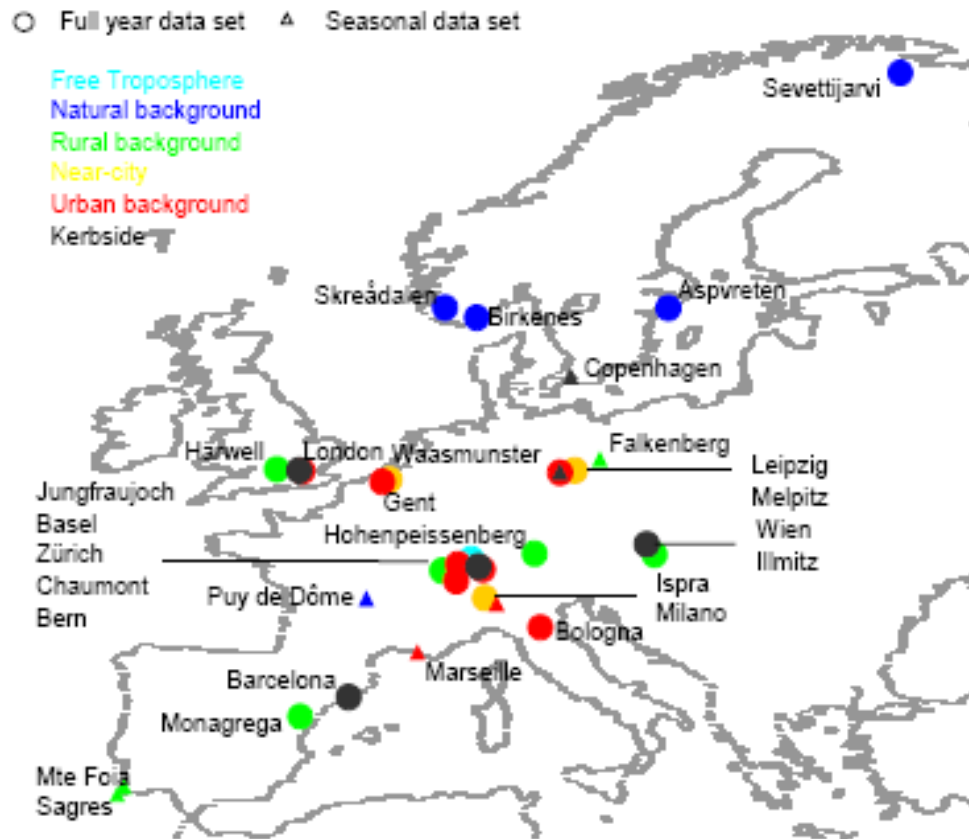 Full year data set
Seasonal data set
Free Troposphere
Natural background
Rural background
Near-city
Urban background
Kerbside
Sevettijarvi
Skreådalen
Birkenes
Aspvreten
Copenhagen
Harwell
London
Waasmunster
Falkenberg
Gent
Leipzig
Melpitz
Jungfraujoch
Basel
Zürich
Chaumont
Bern
Hohenpeissenberg
Wien
Illmitz
Puy de Dôme
Ispra
Milano
Bologna
Marseille
Barcelona
Monagrega
Mte Foia
Sagres